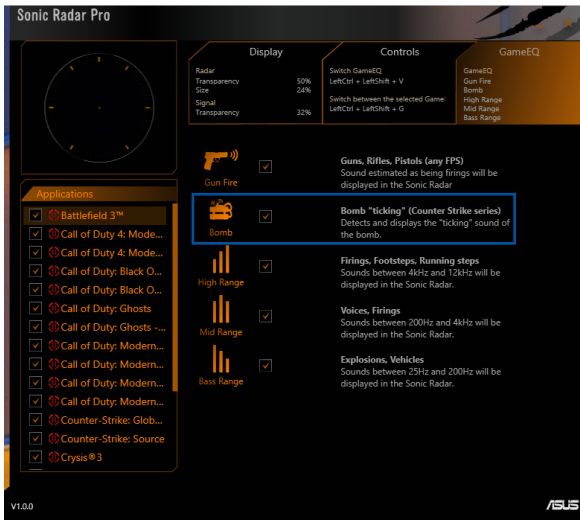 Sonic Radar Pro
Display
Radar
Transparency 50%
Size 24%
Signal
Transparency 32%
Controls
Switch GameEQ
LeftCtrl + LeftShift + V
Switch between the selected Game
LeftCtrl + LeftShift + G
GameEQ
GameEQ
Gun Fire
Bomb
High Range
Mid Range
Bass Range
Applications
Battlefield 3™
Call of Duty 4: Mode...
Call of Duty 4: Mode...
Call of Duty: Black O...
Call of Duty: Black O...
Call of Duty: Ghosts
Call of Duty: Ghosts -...
Call of Duty: Modern...
Call of Duty: Modern...
Call of Duty: Modern...
Call of Duty: Modern...
Counter-Strike: Glob...
Counter-Strike: Source
Crysis®3
Gun Fire
Guns, Rifles, Pistols (any FPS)
Sound estimated as being firings will be
displayed in the Sonic Radar
Bomb
Bomb "ticking" (Counter Strike series)
Detects and displays the "ticking" sound of
the bomb.
High Range
Firings, Footsteps, Running
steps
Sounds between 4kHz and 12kHz will be
displayed in the Sonic Radar.
Mid Range
Voices, Firings
Sounds between 200Hz and 4kHz will be
displayed in the Sonic Radar.
Bass Range
Explosions, Vehicles
Sounds between 25Hz and 200Hz will be
displayed in the Sonic Radar.
V1.0.0
ASUS